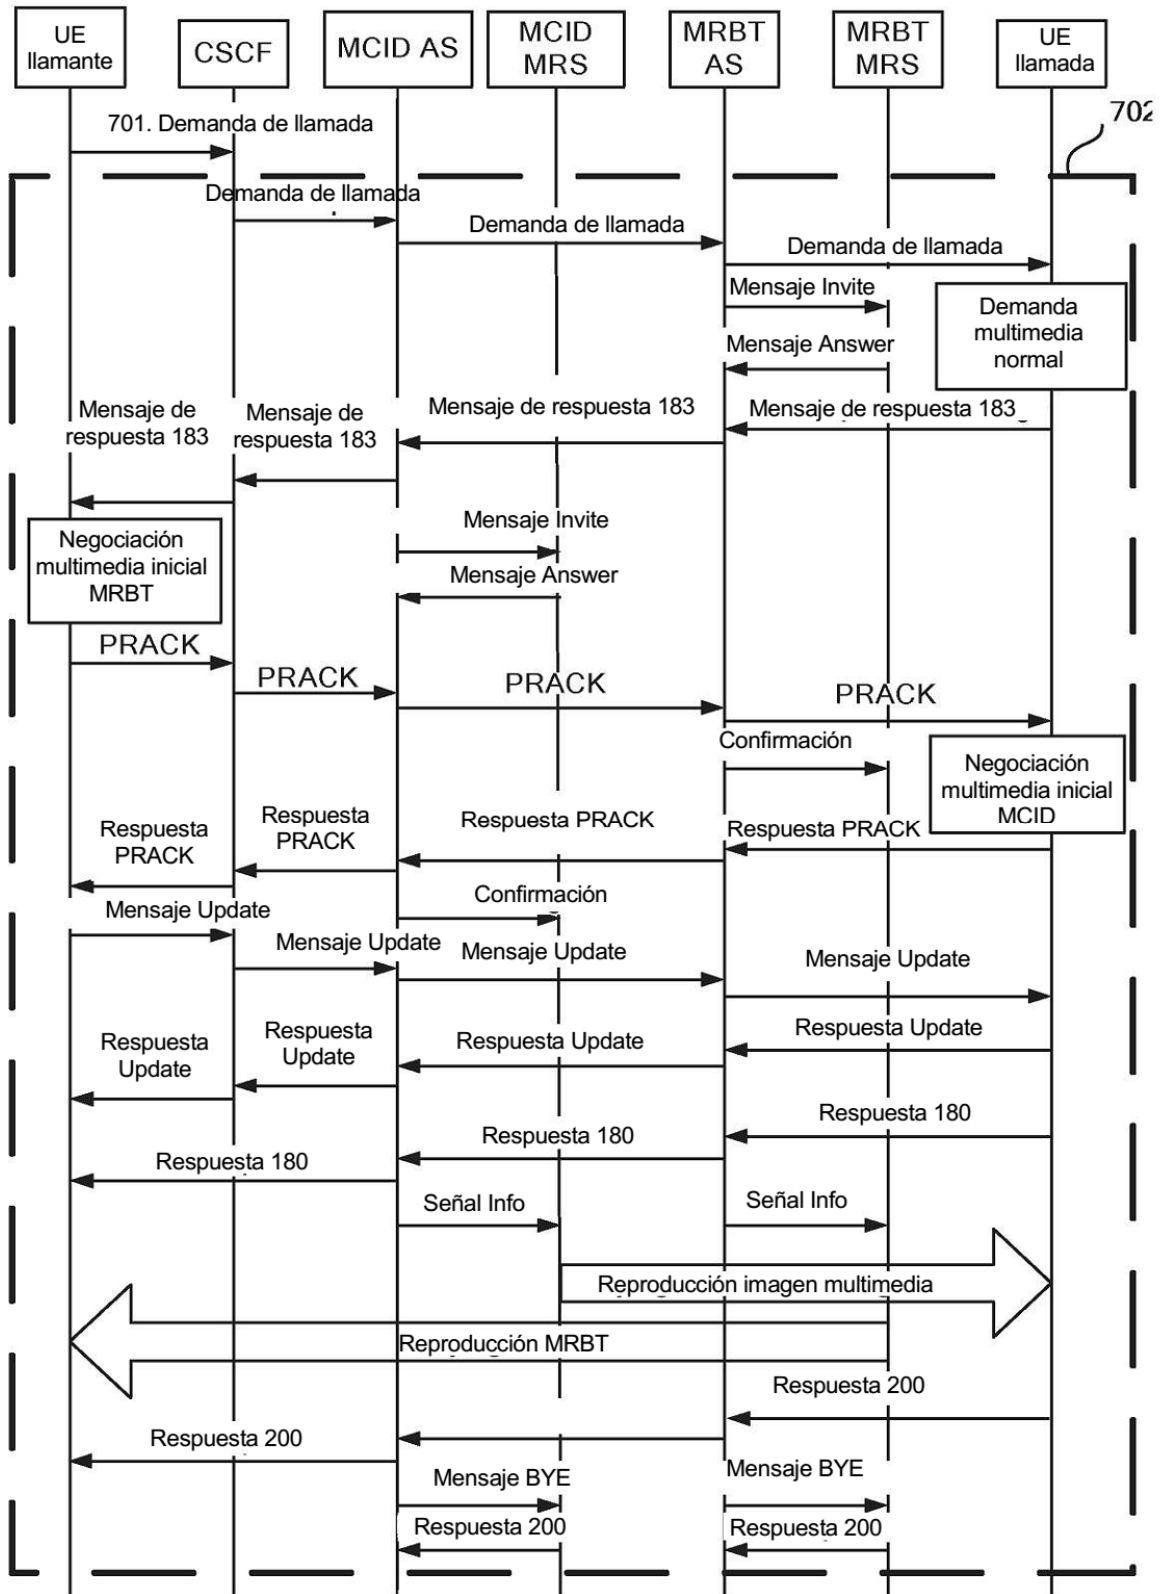 UE
llamante
CSCF
MCID AS
MCID
MRS
MRBT
AS
MRBT
MRS
UE
llamada
702
701. Demanda de llamada
Demanda de llamada
Demanda de llamada
Demanda de llamada
Mensaje Invite
Demanda
multimedia
normal
Mensaje Answer
Mensaje de
respuesta 183
Mensaje de
respuesta 183
Mensaje de respuesta 183
Mensaje de respuesta 183
Mensaje Invite
Negociación
multimedia inicial
MRBT
Mensaje Answer
PRACK
PRACK
PRACK
PRACK
Confirmación
Negociación
multimedia inicial
MCID
Respuesta
PRACK
Respuesta
PRACK
Respuesta PRACK
Respuesta PRACK
Confirmación
Mensaje Update
Mensaje Update
Mensaje Update
Mensaje Update
Respuesta
Update
Respuesta
Update
Respuesta Update
Respuesta Update
Respuesta 180
Respuesta 180
Respuesta 180
Señal Info
Señal Info
Reproducción imagen multimedia
Reproducción MRBT
Respuesta 200
Respuesta 200
Mensaje BYE
Mensaje BYE
Respuesta 200
Respuesta 200